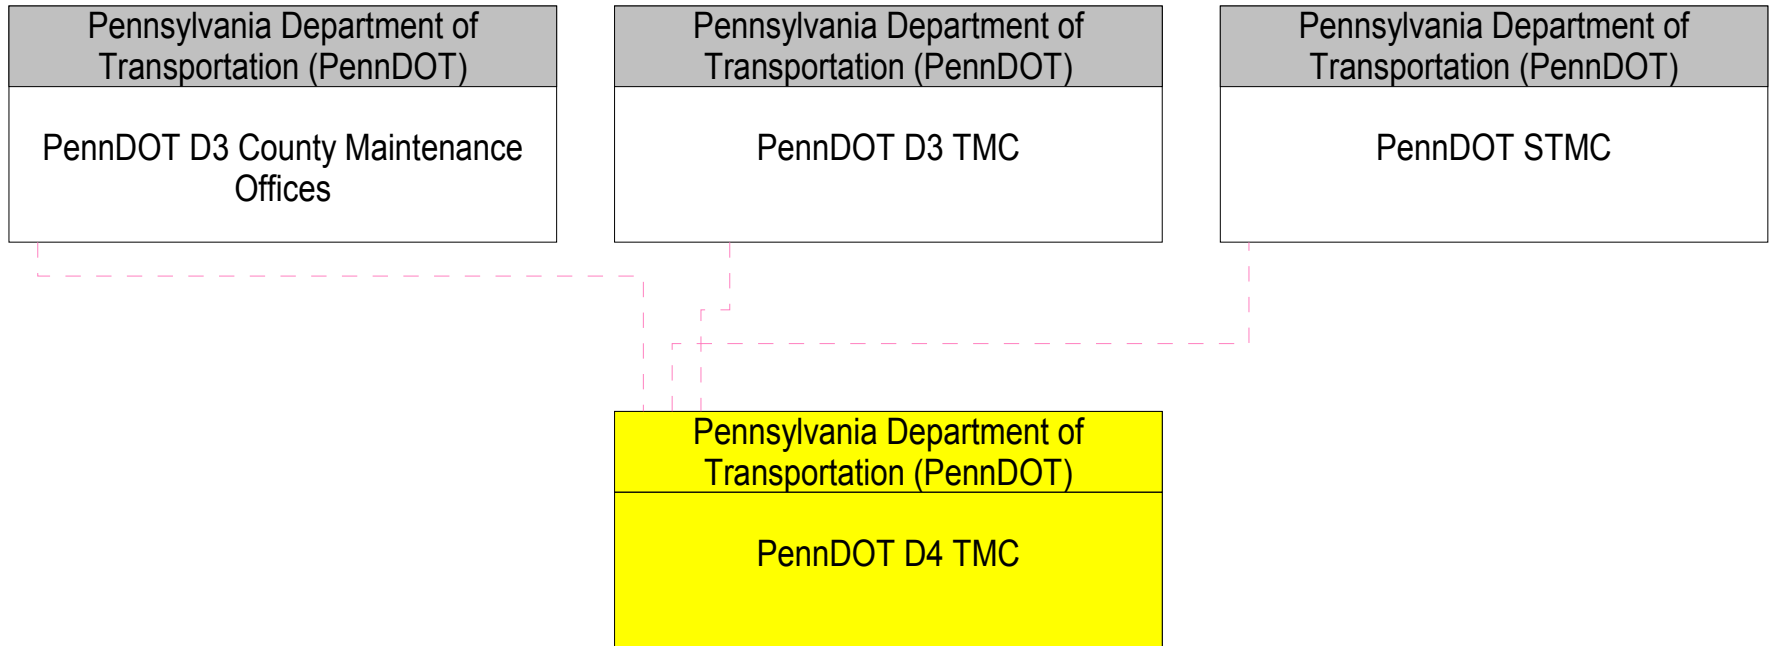 Pennsylvania Department of
Transportation (PennDOT)
PennDOT D3 County Maintenance
Offices
Pennsylvania Department of
Transportation (PennDOT)
PennDOT D3 TMC
Pennsylvania Department of
Transportation (PennDOT)
PennDOT STMC
Pennsylvania Department of
Transportation (PennDOT)
PennDOT D4 TMC